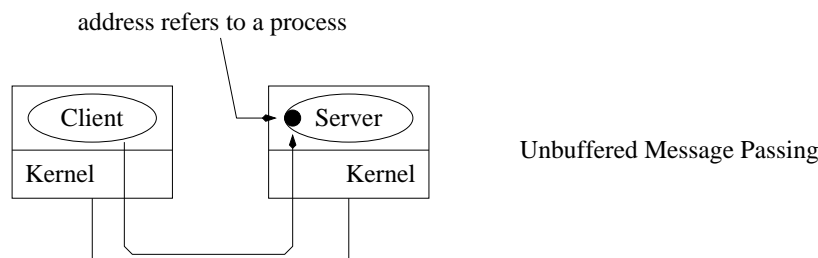 address refers to a process
Client
Server
Unbuffered Message Passing
Kernel
Kernel